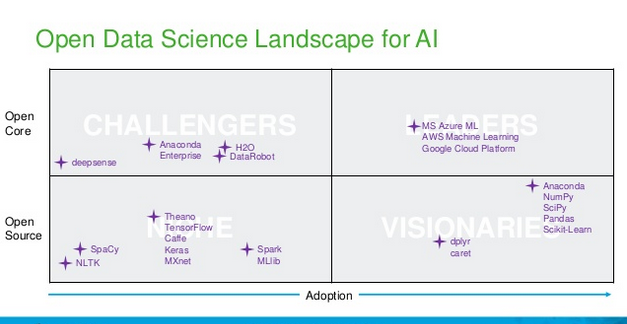 Open Data Science Landscape for AI
Open
Core
CHALLENGERS
LEADERS
MS Azure ML
AWS Machine Learning
Google Cloud Platform
Anaconda
Enterprise
H2O
DataRobot
deepsense
Open
Source
NICHE
VISIONARIES
Theano
TensorFlow
Caffe
Keras
MXnet
SpaCy
NLTK
Spark
MLlib
Anaconda
NumPy
SciPy
Pandas
Scikit-Learn
dplyr
caret
Adoption